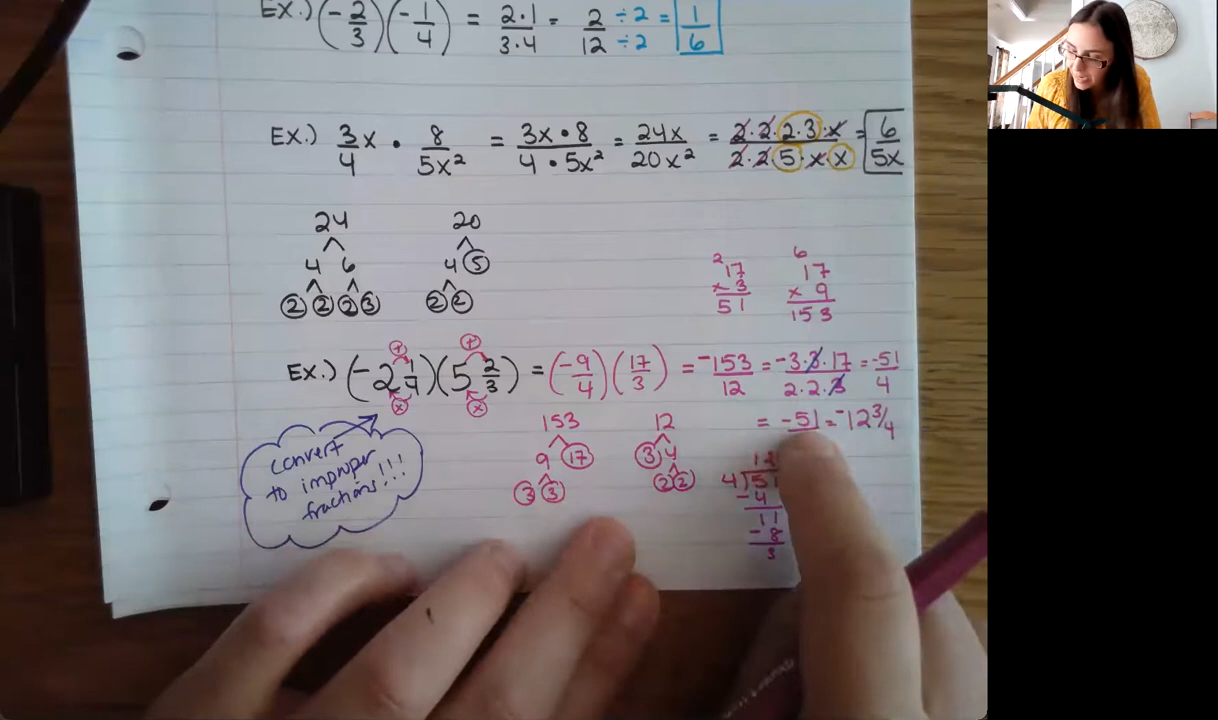 EX.) (-2/3)(-1/4) = 2·1/3·4 = 2/12 ÷2/÷2 = 1/6
EX.) 3/4 x · 8/5x² = 3x·8/4·5x² = 24x/20x² = 2·2·2·3·x/2·2·5·x·x = 6/5x
24 20
4 6 4 5
2 2 2 3 2 2
2 17 6 17
x 3 x 9
51 153
EX.) (-2 1/4)(5 2/3) = (-9/4)(17/3) = -153/12 = -3·3·17/2·2·3 = -51/4
+ +
x x
= -51 = -12 3/4
153 12
9 17 3 4
3 3 2 2
convert
to improper
fractions!!!
12
4)51
-4
11
-8
3